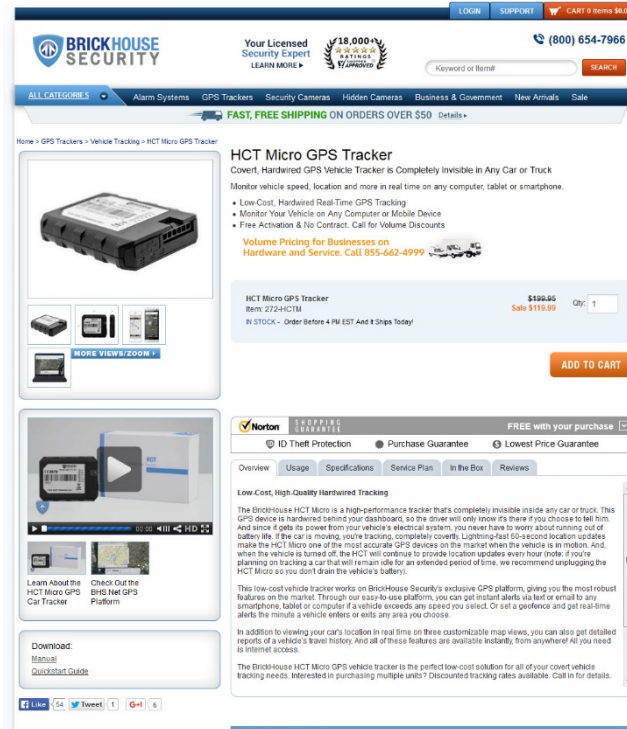 LOGIN SUPPORT CART 0 items $0.0
BRICKHOUSE
SECURITY
Your Licensed
Security Expert
LEARN MORE
18,000+
RATINGS
APPROVED
(800) 654-7966
Keyword or Item#
SEARCH
ALL CATEGORIES Alarm Systems GPS Trackers Security Cameras Hidden Cameras Business & Government New Arrivals Sale
FAST, FREE SHIPPING ON ORDERS OVER $50 Details
Home > GPS Trackers > Vehicle Tracking > HCT Micro GPS Tracker
HCT Micro GPS Tracker
Covert, Hardwired GPS Vehicle Tracker is Completely Invisible in Any Car or Truck
Monitor vehicle speed, location and more in real time on any computer, tablet or smartphone.
• Low-Cost, Hardwired Real-Time GPS Tracking
• Monitor Your Vehicle on Any Computer or Mobile Device
• Free Activation & No Contract. Call for Volume Discounts
Volume Pricing for Businesses on
Hardware and Service. Call 855-662-4999
HCT Micro GPS Tracker
Item: 272-HCTM
IN STOCK - Order Before 4 PM EST And It Ships Today!
$199.95
Sale $119.99
Qty: 1
MORE VIEWS/ZOOM
ADD TO CART
Norton SHOPPING
GUARANTEE
FREE with your purchase
ID Theft Protection Purchase Guarantee Lowest Price Guarantee
Overview Usage Specifications Service Plan In the Box Reviews
Low-Cost, High-Quality Hardwired Tracking
The BrickHouse HCT Micro is a high-performance tracker that's completely invisible inside any car or truck. This
GPS device is hardwired behind your dashboard, so the driver will only know it's there if you choose to tell him.
And since it gets its power from your vehicle's electrical system, you never have to worry about running out of
battery life. If the car is moving, you're tracking, completely covertly. Lightning-fast 60-second location updates
make the HCT Micro one of the most accurate GPS devices on the market when the vehicle is in motion. And,
when the vehicle is turned off, the HCT will continue to provide location updates every hour (note: if you're
planning on tracking a car that will remain idle for an extended period of time, we recommend unplugging the
HCT Micro so you don't drain the vehicle's battery).
This low-cost vehicle tracker works on BrickHouse Security's exclusive GPS platform, giving you the most robust
features on the market. Through our easy-to-use platform, you can get instant alerts via text or email to any
smartphone, tablet or computer if a vehicle exceeds any speed you select. Or set a geofence and get real-time
alerts the minute a vehicle enters or exits any area you choose.
In addition to viewing your car's location in real time on three customizable map views, you can also get detailed
reports of a vehicle's travel history. And all of these features are available instantly, from anywhere! All you need
is internet access.
The BrickHouse HCT Micro GPS vehicle tracker is the perfect low-cost solution for all of your covert vehicle
tracking needs. Interested in purchasing multiple units? Discounted tracking rates available. Call in for details.
HCT
00:00 HD
Learn About the
HCT Micro GPS
Car Tracker
Check Out the
BHS.Net GPS
Platform
Download:
Manual
Quickstart Guide
Like 54 Tweet 1 G+1 6